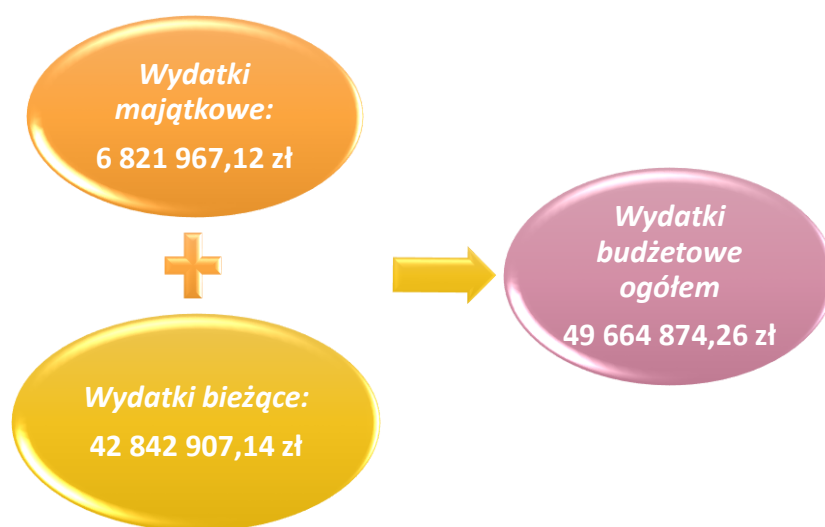 Wydatki
majątkowe:
6 821 967,12 zł
Wydatki bieżące:
42 842 907,14 zł
Wydatki
budżetowe
ogółem
49 664 874,26 zł